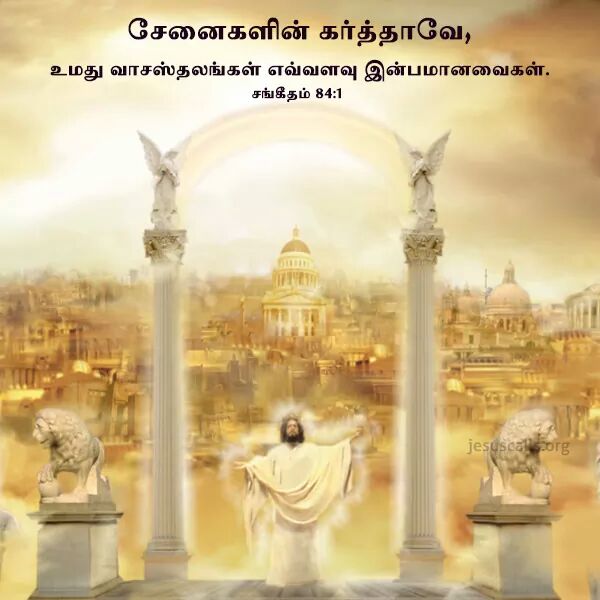 சேனைகளின் கர்த்தாவே,
உமது வாசஸ்தலங்கள் எவ்வளவு இன்பமானவைகள்.
சங்கீதம் 84:1
jesuscalls.org